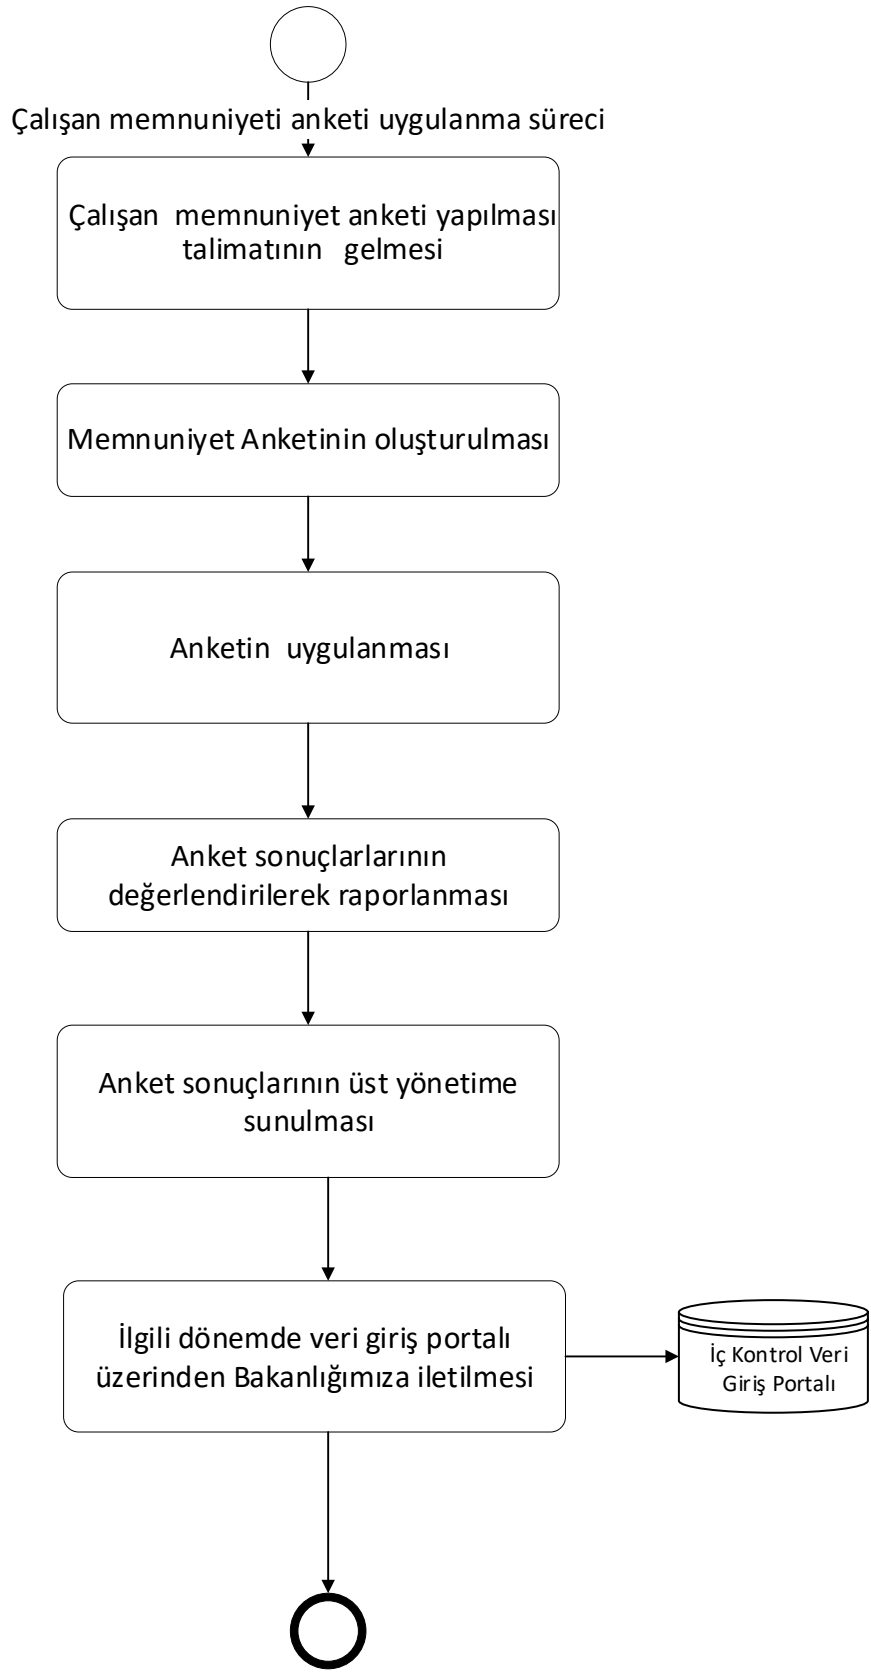 Çalışan memnuniyeti anketi uygulanma süreci
Çalışan memnuniyet anketi yapılması
talimatının gelmesi
Memnuniyet Anketinin oluşturulması
Anketin uygulanması
Anket sonuçlarlarının
değerlendirilerek raporlanması
Anket sonuçlarının üst yönetime
sunulması
İlgili dönemde veri giriş portalı
üzerinden Bakanlığımıza iletilmesi
İç Kontrol Veri
Giriş Portalı